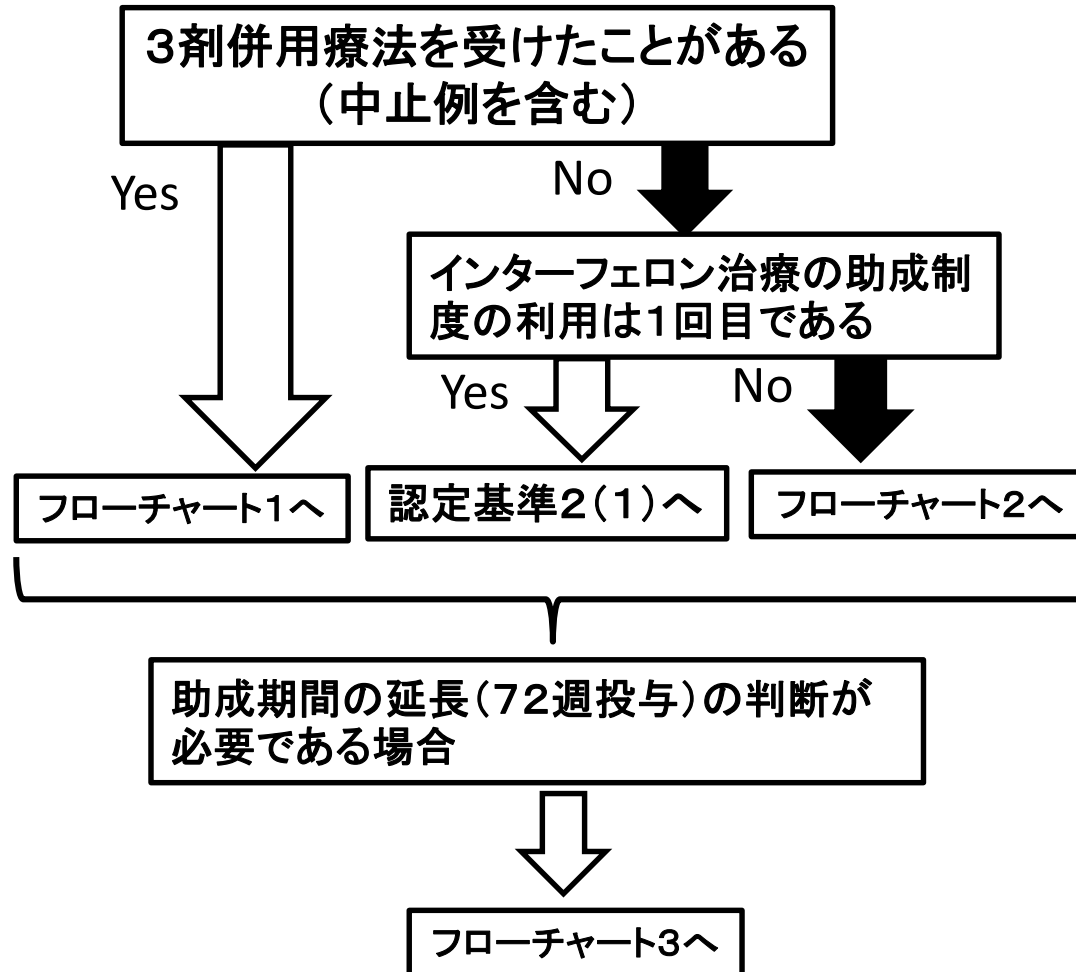 ３剤併用療法を受けたことがある
（中止例を含む）
Yes
No
インターフェロン治療の助成制
度の利用は１回目である
Yes
No
フローチャート１へ
認定基準２（１）へ
フローチャート２へ
助成期間の延長（７２週投与）の判断が
必要である場合
フローチャート３へ